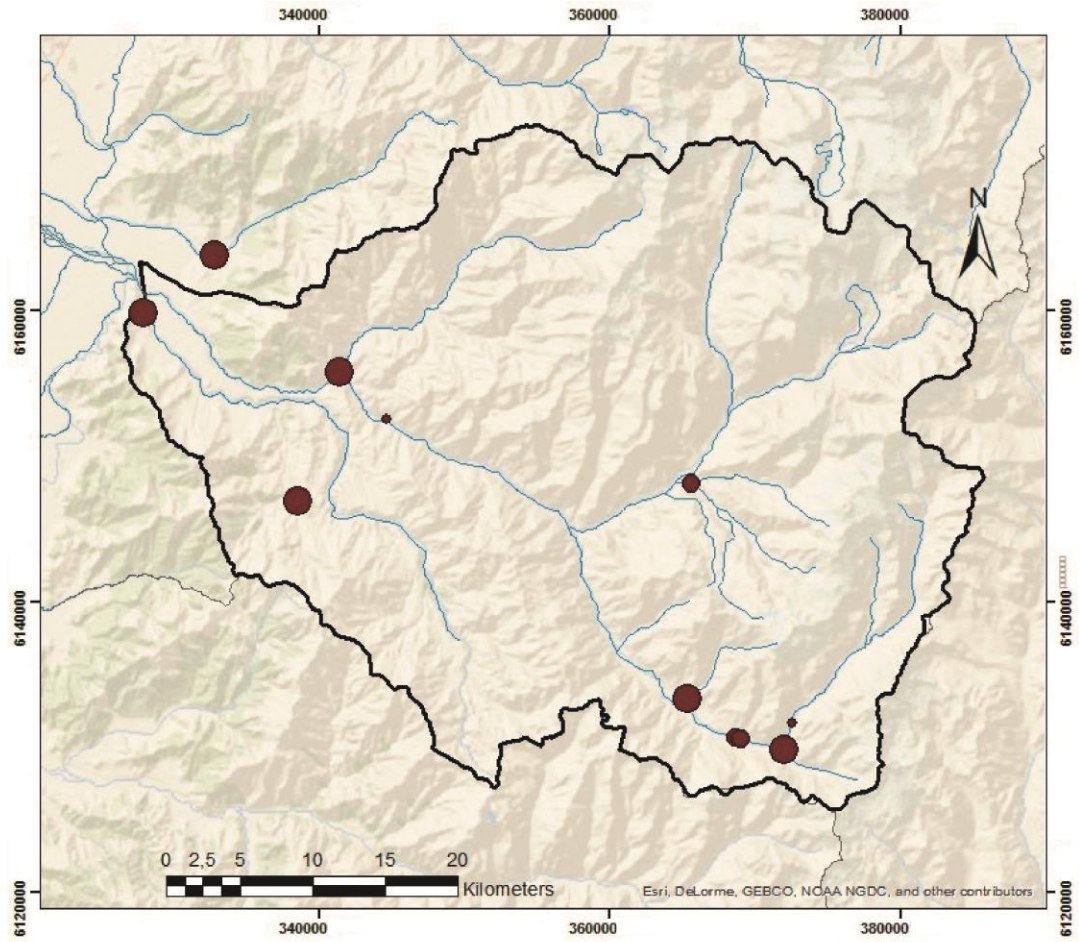 340000 360000 380000
N
6160000 6160000
6140000 6140000
0 2,5 5 10 15 20
Kilometers
Esri, DeLorme, GEBCO, NOAA NGDC, and other contributors
6120000 6120000
340000 360000 380000